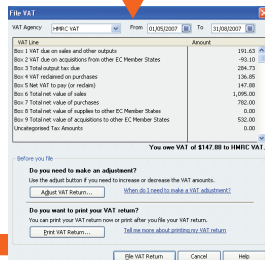 File VAT
VAT Agency HMRC VAT From 01/05/2007 To 31/08/2007
VAT Line Amount
Box 1 VAT due on sales and other outputs 191.63
Box 2 VAT due on acquisitions from other EC Member States -93.10
Box 3 Total output tax due 284.73
Box 4 VAT reclaimed on purchases 136.85
Box 5 Net VAT to pay (or reclaim) 147.88
Box 6 Total net value of sales 1,095.00
Box 7 Total net value of purchases 782.00
Box 8 Total net value of supplies to other EC Member States 0.00
Box 9 Total net value of acquisitions to other EC Member States 532.00
Uncategorised Tax Amounts 0.00
You owe VAT of $147.88 to HMRC VAT.
Before you file
Do you need to make an adjustment?
Use the adjust button if you need to increase or decrease the VAT amounts.
Adjust VAT Return... When do I need to make a VAT adjustment?
Do you want to print your VAT return?
You can print your VAT return now or print after you file your VAT return.
Print VAT Return... Tell me more about printing my VAT return
File VAT Return Cancel Help